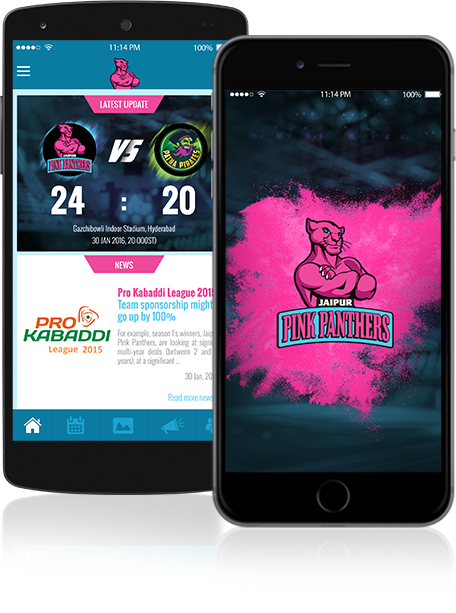 11:14 PM
100%
LATEST UPDATE
JAIPUR
PINK PANTHERS
VS
PATNA PIRATES
24 : 20
Gazchibowli Indoor Stadium, Hyderabad
30 JAN 2016, 20:00(IST)
NEWS
PRO
KABADDI
League 2015
Pro Kabaddi League 2015
Team sponsorship might
go up by 100%
For example, season 1's winners, Jaip
Pink Panthers, are looking at signi
multi-year deals (between 2 and
years), at a significant ...
30 Jan, 20
Read more news
11:14 PM
100%
JAIPUR
PINK PANTHERS